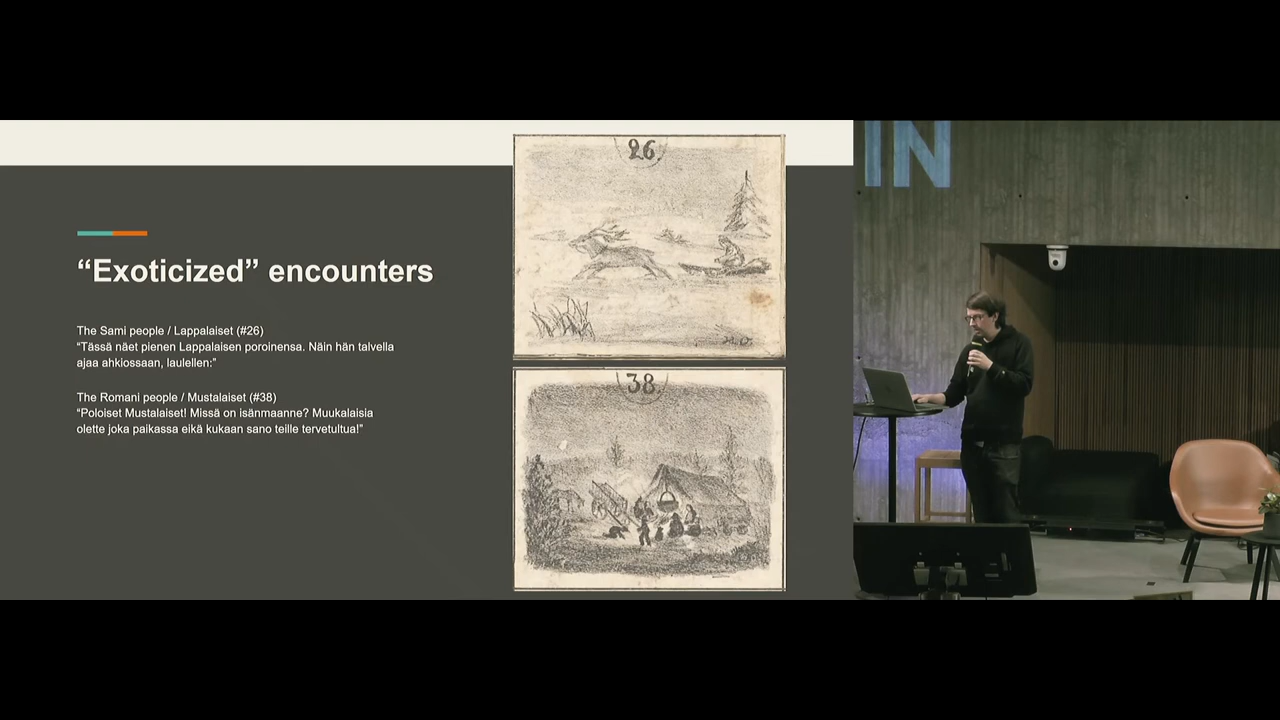 “Exoticized” encounters
The Sami people / Lappalaiset (#26)
“Tässä näet pienen Lappalaisen poroinensa. Näin hän talvella
ajaa ahkiossaan, laulellen:”
The Romani people / Mustalaiset (#38)
“Poloiset Mustalaiset! Missä on isänmaanne? Muukalaisia
olette joka paikassa eikä kukaan sano teille tervetultua!”
26
38
IN